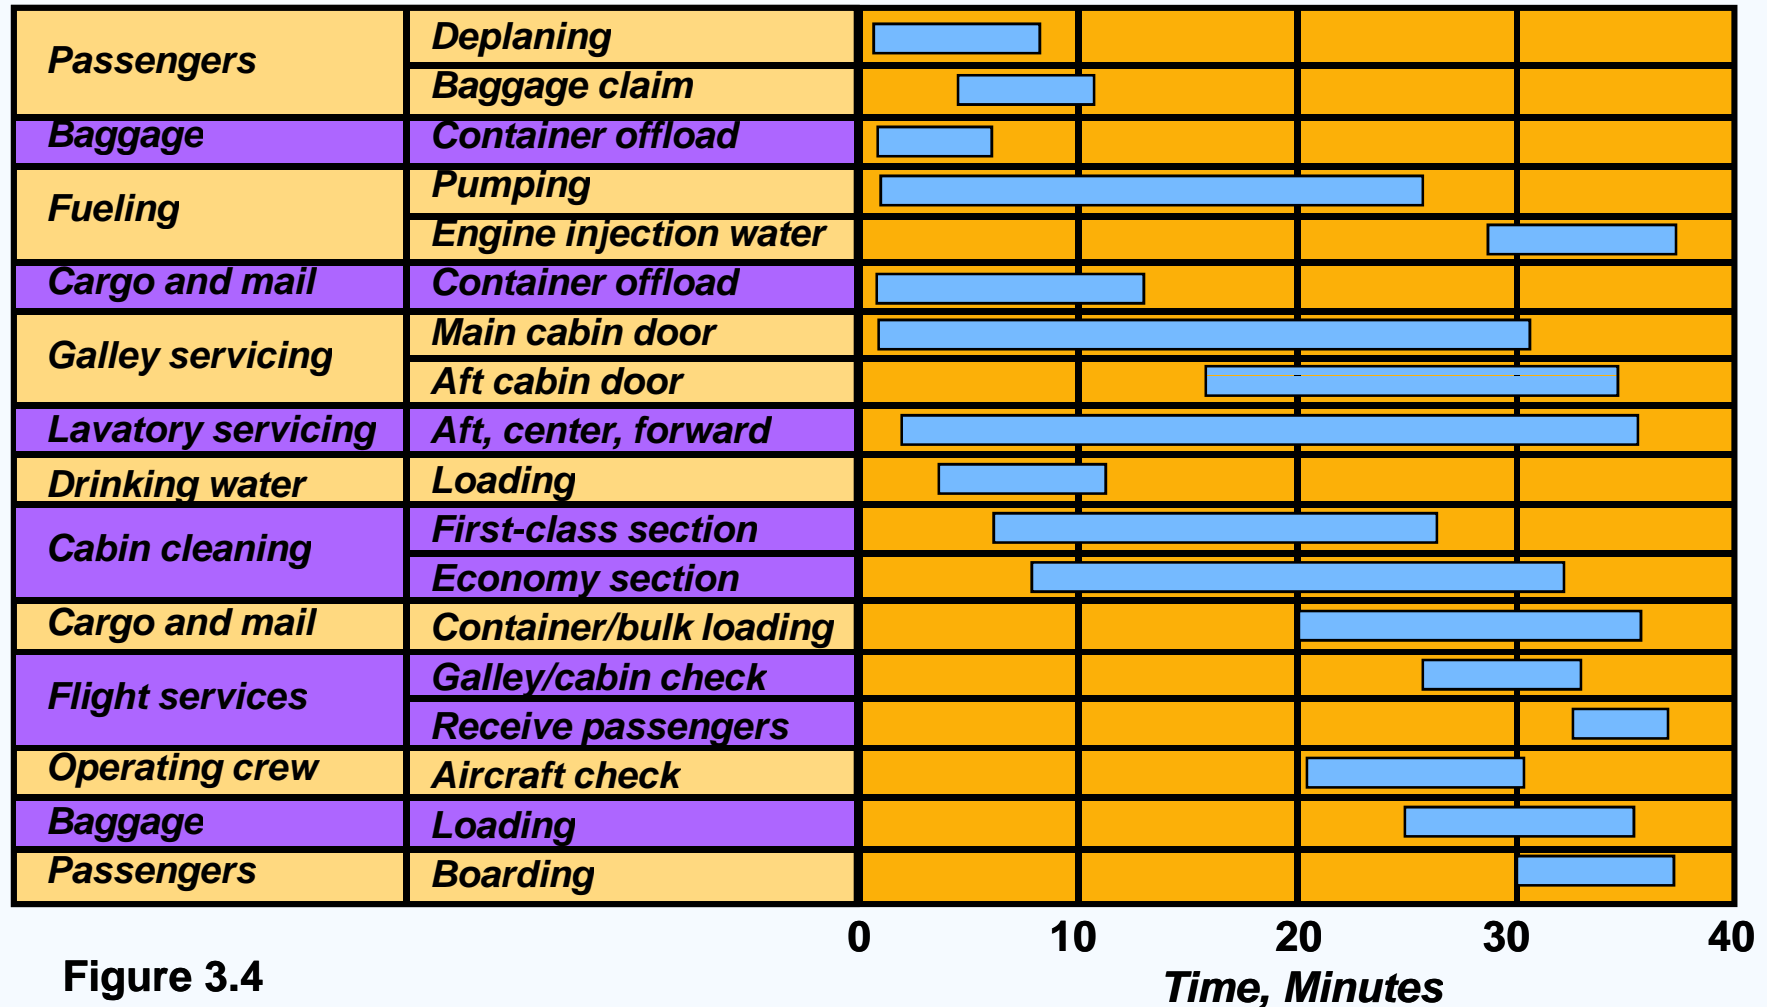 Passengers
Deplaning
Baggage claim
Baggage
Container offload
Fueling
Pumping
Engine injection water
Cargo and mail
Container offload
Galley servicing
Main cabin door
Aft cabin door
Lavatory servicing
Aft, center, forward
Drinking water
Loading
Cabin cleaning
First-class section
Economy section
Cargo and mail
Container/bulk loading
Flight services
Galley/cabin check
Receive passengers
Operating crew
Aircraft check
Baggage
Loading
Passengers
Boarding
0 10 20 30 40
Time, Minutes
Figure 3.4